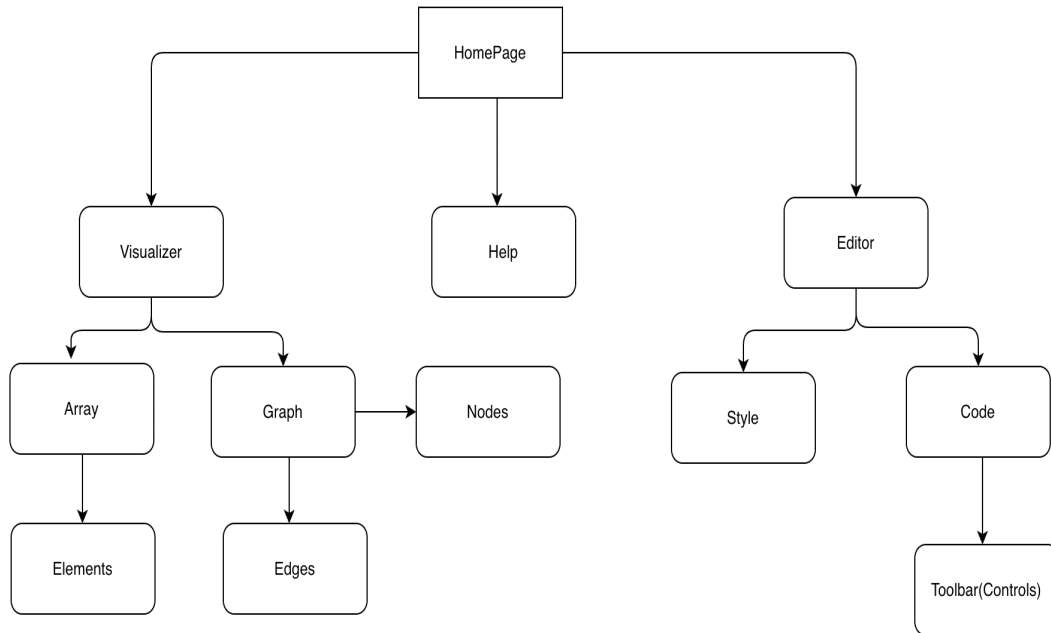 HomePage
Visualizer
Help
Editor
Array
Graph
Nodes
Style
Code
Elements
Edges
Toolbar(Controls)